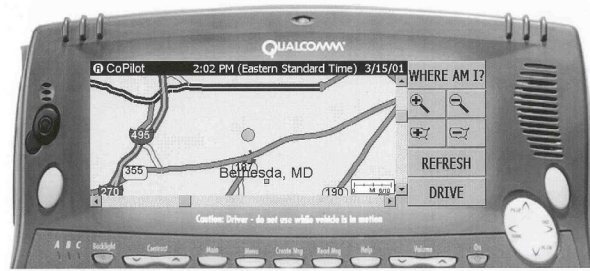 QUALCOMM
CoPilot 2:02 PM (Eastern Standard Time) 3/15/01
WHERE AM I?
495
355
187
Bethesda, MD
270
190
REFRESH
DRIVE
Caution: Driver - do not use while vehicle is in motion
A B C Backlight Contrast Main Menu Create Msg Read Msg Help Volume On